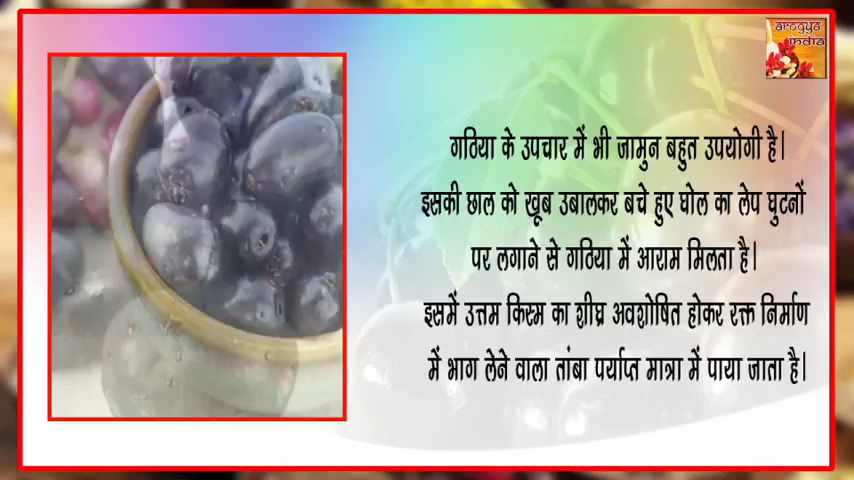 arogya
india
गठिया के उपचार में भी जामुन बहुत उपयोगी है।
इसकी छाल को खूब उबालकर बचे हुए घोल का लेप घुटनों
पर लगाने से गठिया में आराम मिलता है।
इसमें उत्तम किस्म का शीघ्र अवशोषित होकर रक्त निर्माण
में भाग लेने वाला तांबा पर्याप्त मात्रा में पाया जाता है।